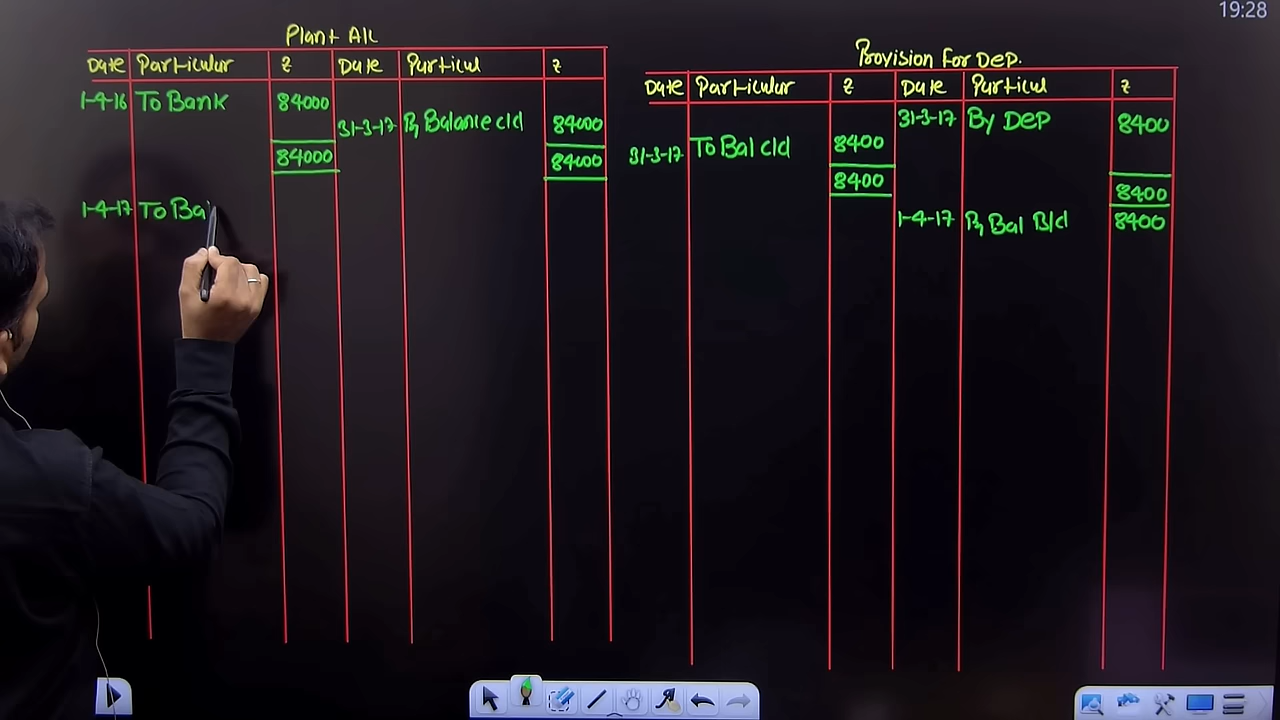 19:28
Plant A/c
Date Particular ₹ Date Particul ₹
1-4-16 To Bank 84000
31-3-17 By Balance c/d 84000
84000 84000
1-4-17 To Ba
Provision for Dep.
Date Particular ₹ Date Particul ₹
31-3-17 By Dep 8400
31-3-17 To Bal c/d 8400
8400 8400
1-4-17 By Bal B/d 8400